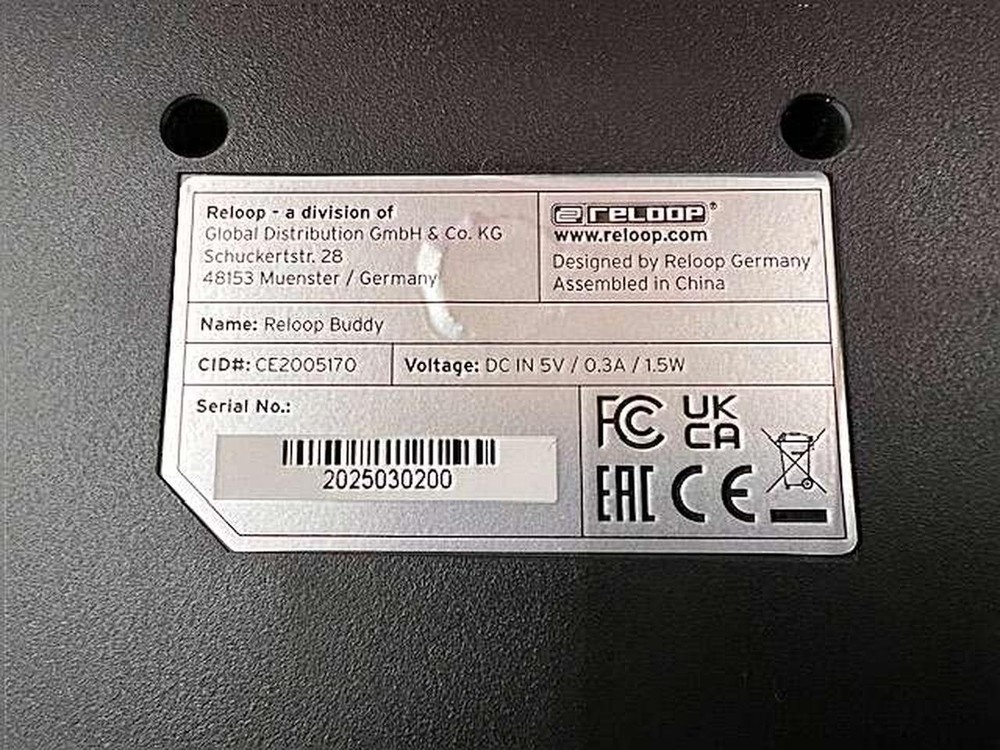 Reloop - a division of
Global Distribution GmbH & Co. KG
Schuckertstr. 28
48153 Muenster / Germany
RELOOP®
www.reloop.com
Designed by Reloop Germany
Assembled in China
Name: Reloop Buddy
CID#: CE2005170
Voltage: DC IN 5V / 0.3A / 1.5W
Serial No.:
2025030200
FC
UK
CA
EAC
CE